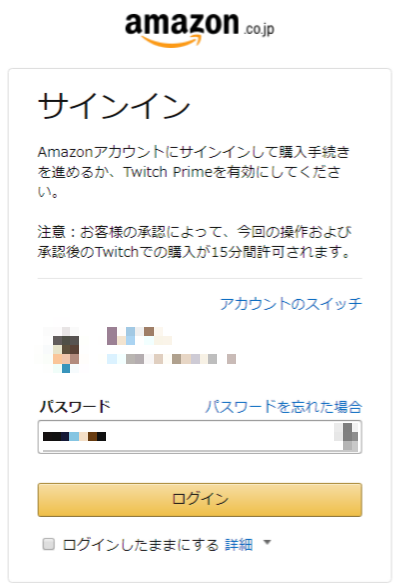 amazon.co.jp
サインイン
Amazonアカウントにサインインして購入手続き
を進めるか、Twitch Primeを有効にしてくださ
い。
注意：お客様の承認によって、今回の操作および
承認後のTwitchでの購入が15分間許可されます。
アカウントのスイッチ
パスワード パスワードを忘れた場合
ログイン
ログインしたままにする 詳細